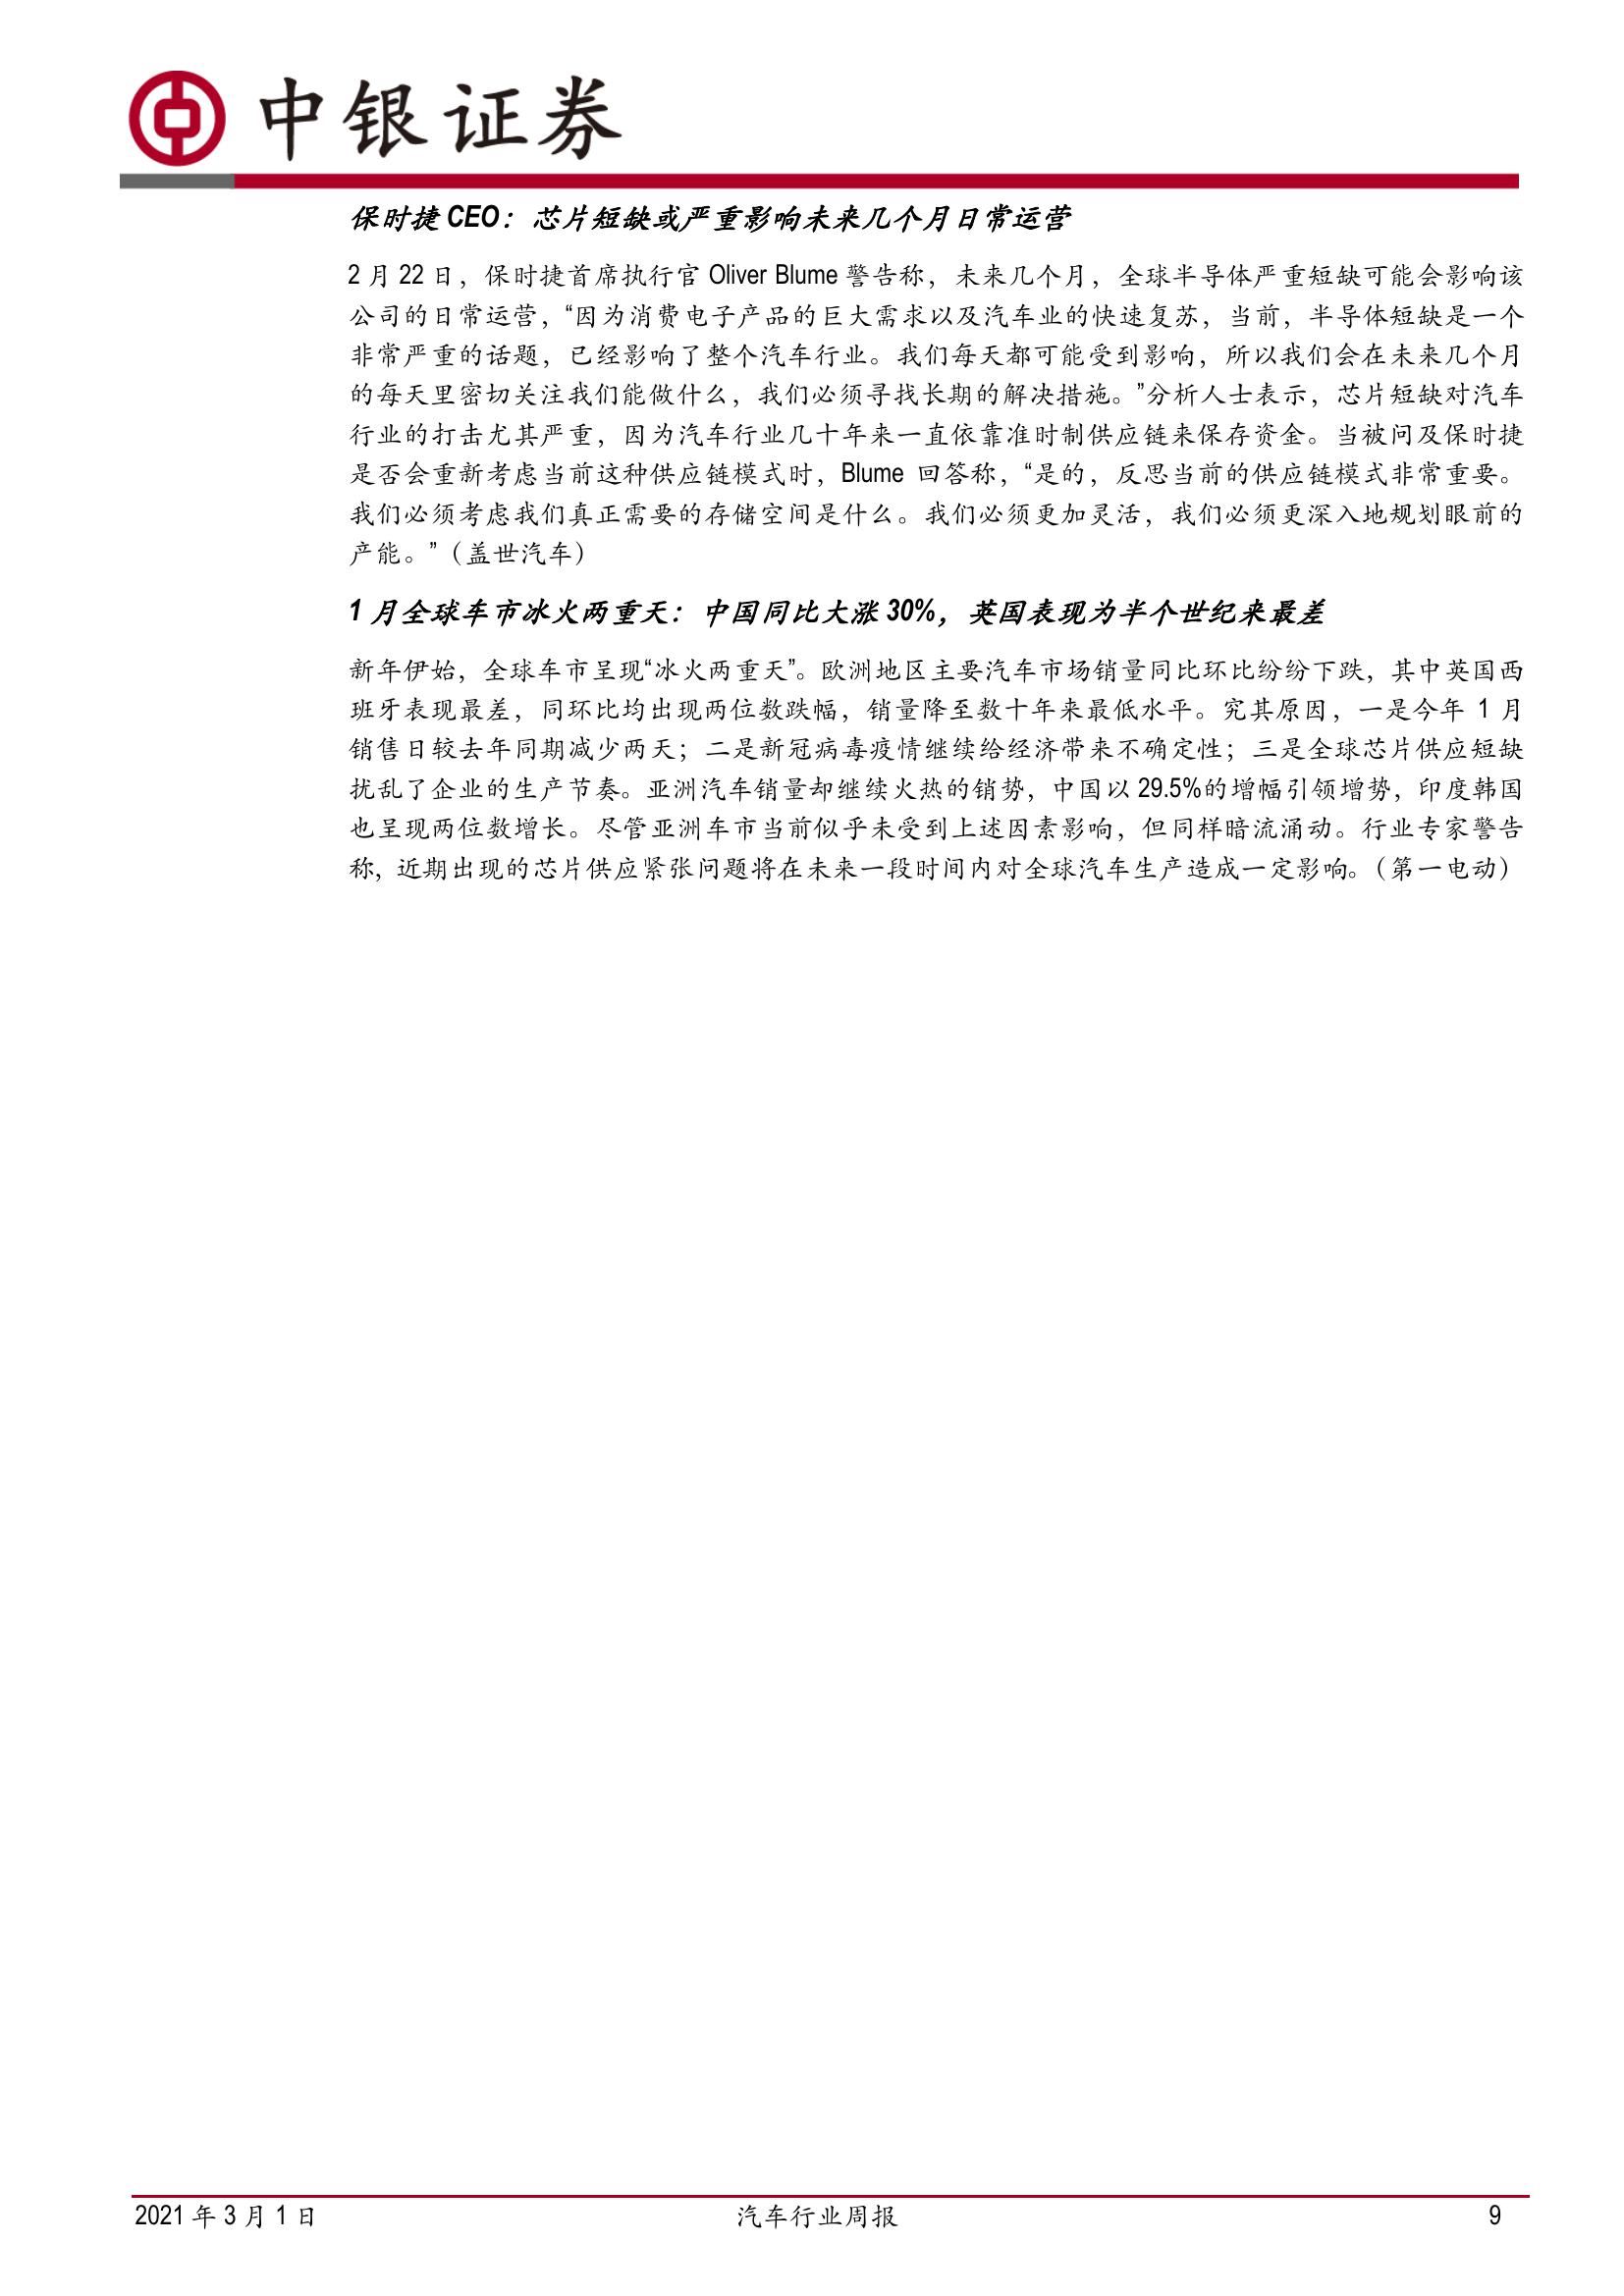 中银证券
保时捷 CEO：芯片短缺或严重影响未来几个月日常运营
2 月 22 日，保时捷首席执行官 Oliver Blume 警告称，未来几个月，全球半导体严重短缺可能会影响该
公司的日常运营，“因为消费电子产品的巨大需求以及汽车业的快速复苏，当前，半导体短缺是一个
非常严重的话题，已经影响了整个汽车行业。我们每天都可能受到影响，所以我们会在未来几个月
的每天里密切关注我们能做什么，我们必须寻找长期的解决措施。”分析人士表示，芯片短缺对汽车
行业的打击尤其严重，因为汽车行业几十年来一直依靠准时制供应链来保存资金。当被问及保时捷
是否会重新考虑当前这种供应链模式时，Blume 回答称，“是的，反思当前的供应链模式非常重要。
我们必须考虑我们真正需要的存储空间是什么。我们必须更加灵活，我们必须更深入地规划眼前的
产能。”（盖世汽车）
1 月全球车市冰火两重天：中国同比大涨 30%，英国表现为半个世纪来最差
新年伊始，全球车市呈现“冰火两重天”。欧洲地区主要汽车市场销量同比环比纷纷下跌，其中英国西
班牙表现最差，同环比均出现两位数跌幅，销量降至数十年来最低水平。究其原因，一是今年 1 月
销售日较去年同期减少两天；二是新冠病毒疫情继续给经济带来不确定性；三是全球芯片供应短缺
扰乱了企业的生产节奏。亚洲汽车销量却继续火热的销势，中国以 29.5%的增幅引领增势，印度韩国
也呈现两位数增长。尽管亚洲车市当前似乎未受到上述因素影响，但同样暗流涌动。行业专家警告
称，近期出现的芯片供应紧张问题将在未来一段时间内对全球汽车生产造成一定影响。（第一电动）
2021 年 3 月 1 日 汽车行业周报 9